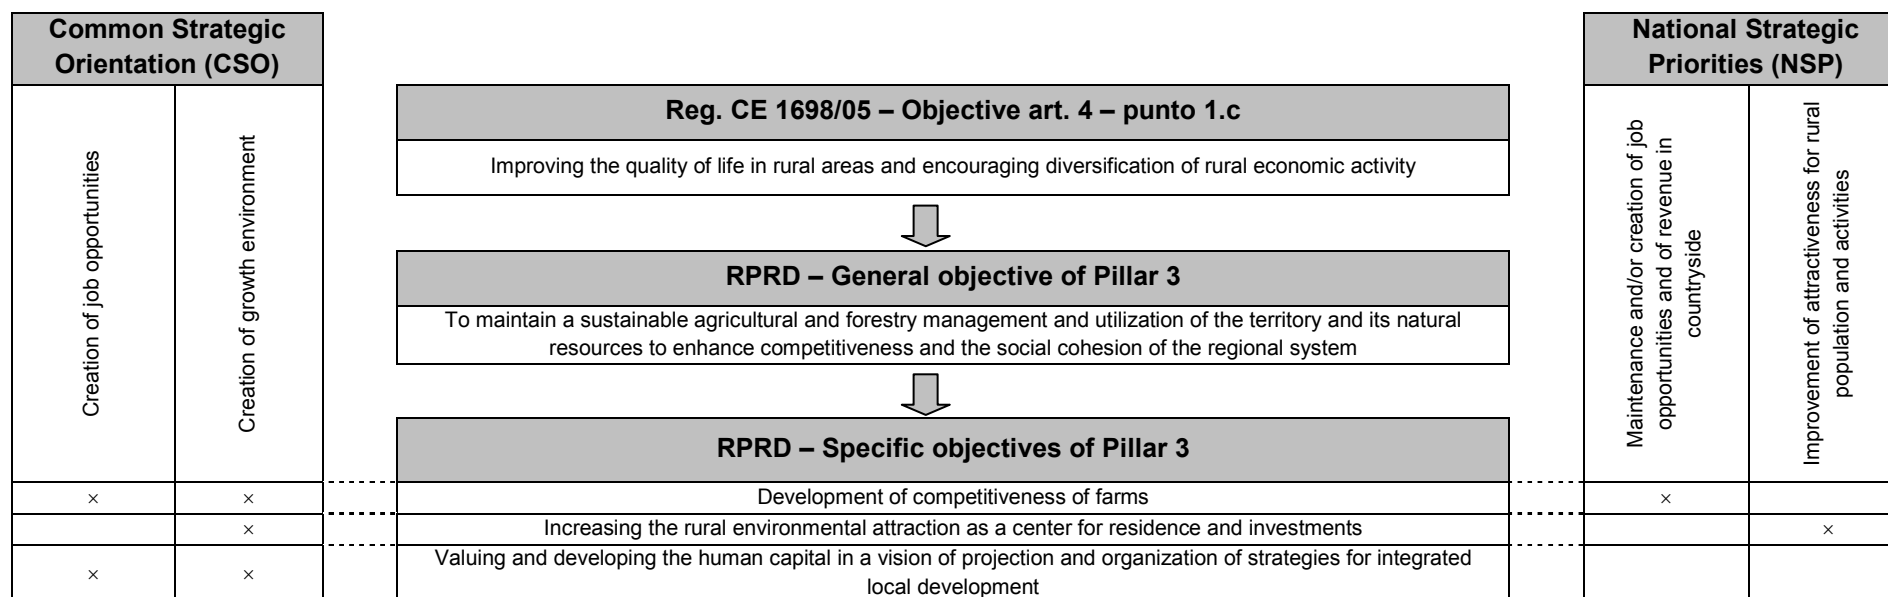 Common Strategic
Orientation (CSO)
Creation of job opportunities
Creation of growth environment
Reg. CE 1698/05 – Objective art. 4 – punto 1.c
Improving the quality of life in rural areas and encouraging diversification of rural economic activity
RPRD – General objective of Pillar 3
To maintain a sustainable agricultural and forestry management and utilization of the territory and its natural
resources to enhance competitiveness and the social cohesion of the regional system
RPRD – Specific objectives of Pillar 3
National Strategic
Priorities (NSP)
Maintenance and/or creation of job
opportunities and of revenue in
countryside
Improvement of attractiveness for rural
population and activities
× × Development of competitiveness of farms ×
× Increasing the rural environmental attraction as a center for residence and investments ×
× × Valuing and developing the human capital in a vision of projection and organization of strategies for integrated
local development